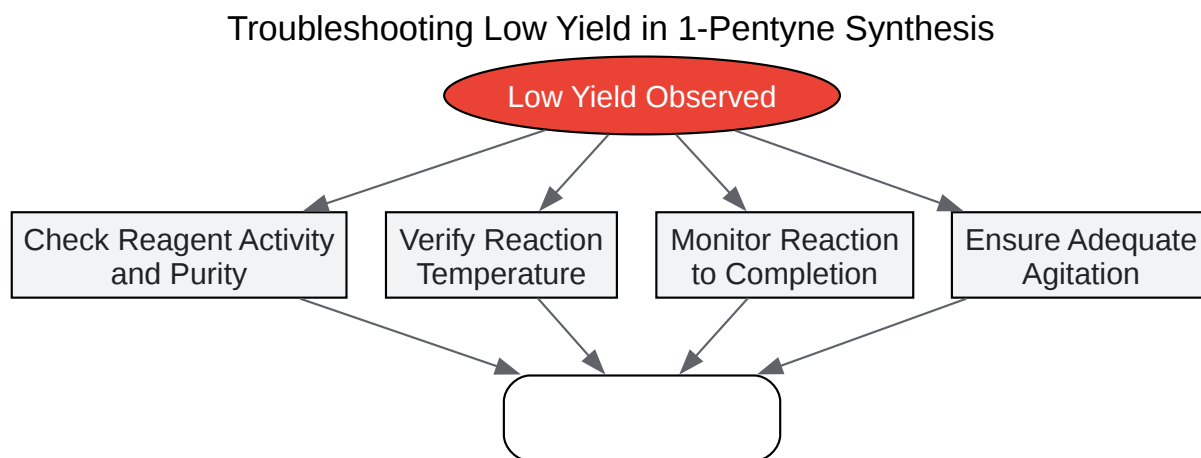 Troubleshooting Low Yield in 1-Pentyne Synthesis
Low Yield Observed
Check Reagent Activity
and Purity
Verify Reaction
Temperature
Monitor Reaction
to Completion
Ensure Adequate
Agitation